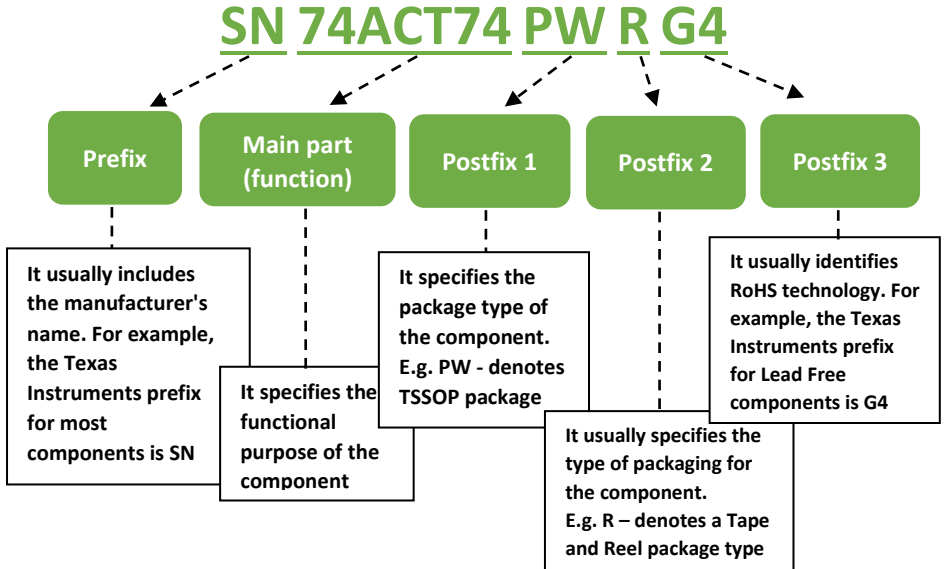 SN 74ACT74 PW R G4
Prefix
Main part
(function)
Postfix 1
Postfix 2
Postfix 3
It usually includes
the manufacturer's
name. For example,
the Texas
Instruments prefix
for most
components is SN
It specifies the
functional
purpose of the
component
It specifies the
package type of
the component.
E.g. PW - denotes
TSSOP package
It usually specifies the
type of packaging for
the component.
E.g. R – denotes a Tape
and Reel package type
It usually identifies
RoHS technology. For
example, the Texas
Instruments prefix
for Lead Free
components is G4